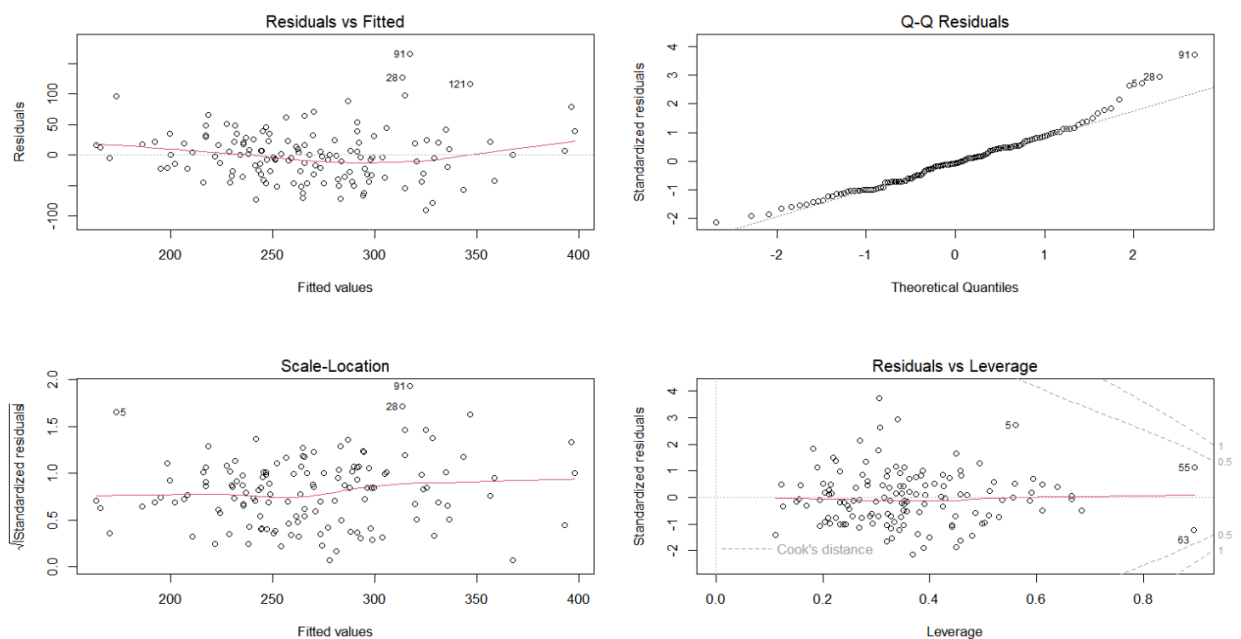 Residuals vs Fitted
Residuals
-100 0 50 100
91
28
121
200 250 300 350 400
Fitted values
Q-Q Residuals
Standardized residuals
-2 -1 0 1 2 3 4
91
28
5
-2 -1 0 1 2
Theoretical Quantiles
Scale-Location
√|Standardized residuals|
0.0 0.5 1.0 1.5 2.0
91
28
5
200 250 300 350 400
Fitted values
Residuals vs Leverage
Standardized residuals
-2 -1 0 1 2 3 4
5
1
0.5
55
63
0.5
1
Cook's distance
0.0 0.2 0.4 0.6 0.8
Leverage